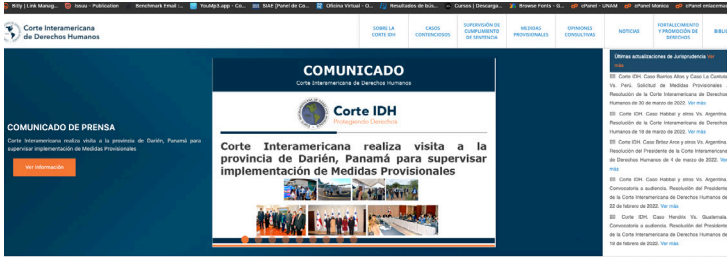 Billy | Link Manag...
Issuu - Publication
Benchmark Email :...
YouMp3.app - Co...
SIAE [Panel de Co...
Oficina Virtual - O...
Resultados de bús...
Cursos | Descarga...
Browse Fonts - G...
cPanel - UNAM
cPanel Monica
cPanel enlacemas
Corte Interamericana
de Derechos Humanos
SOBRE LA
CORTE IDH
CASOS
CONTENCIOSOS
SUPERVISIÓN DE
CUMPLIMIENTO
DE SENTENCIA
MEDIDAS
PROVISIONALES
OPINIONES
CONSULTIVAS
NOTICIAS
FORTALECIMIENTO
Y PROMOCIÓN DE
DERECHOS
BIBLI
COMUNICADO DE PRENSA
Corte Interamericana realiza visita a la provincia de Darién, Panamá para
supervisar implementación de Medidas Provisionales
Ver información
COMUNICADO
Corte Interamericana de Derechos Humanos
Corte IDH
Protegiendo Derechos
Corte Interamericana realiza visita a la
provincia de Darién, Panamá para supervisar
implementación de Medidas Provisionales
Últimas actualizaciones de Jurisprudencia Ver
más
Corte IDH. Caso Barrios Altos y Caso La Cantuta
Vs. Perú. Solicitud de Medidas Provisionales
Resolución de la Corte Interamericana de Derechos
Humanos de 30 de marzo de 2022. Ver más
Corte IDH. Caso Habbal y otros Vs. Argentina.
Resolución de la Corte Interamericana de Derechos
Humanos de 18 de marzo de 2022. Ver más
Corte IDH. Caso Brítez Arce y otros Vs. Argentina.
Resolución del Presidente de la Corte Interamericana
de Derechos Humanos de 4 de marzo de 2022. Ver
más
Corte IDH. Caso Habbal y otros Vs. Argentina.
Convocatoria a audiencia. Resolución del Presidente
de la Corte Interamericana de Derechos Humanos de
22 de febrero de 2022. Ver más
Corte IDH. Caso Hendrix Vs. Guatemala.
Convocatoria a audiencia. Resolución del Presidente
de la Corte Interamericana de Derechos Humanos de
18 de febrero de 2022. Ver más